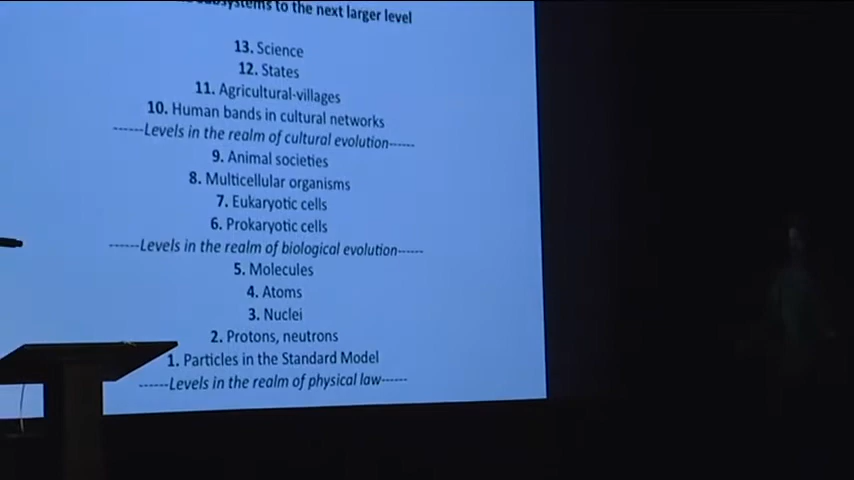 subsystems to the next larger level
13. Science
12. States
11. Agricultural-villages
10. Human bands in cultural networks
------Levels in the realm of cultural evolution-----
9. Animal societies
8. Multicellular organisms
7. Eukaryotic cells
6. Prokaryotic cells
------Levels in the realm of biological evolution-----
5. Molecules
4. Atoms
3. Nuclei
2. Protons, neutrons
1. Particles in the Standard Model
------Levels in the realm of physical law-----